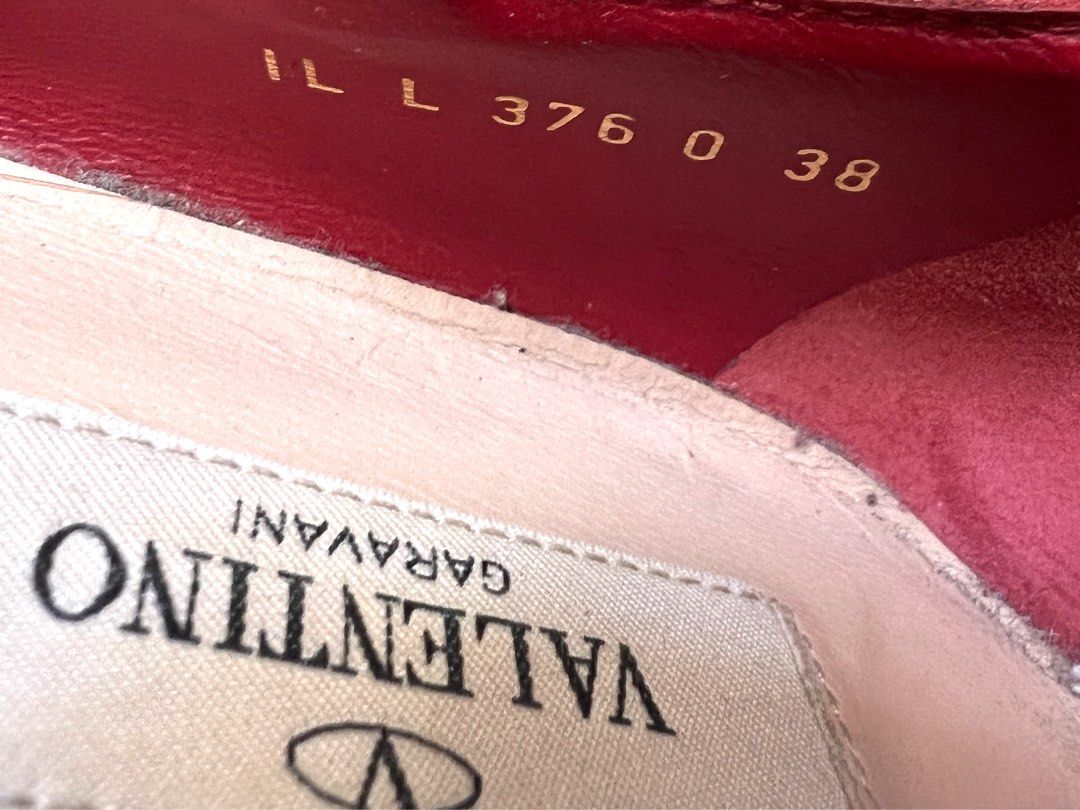 IL L 376 0 38
VALENTINO
GARAVANI